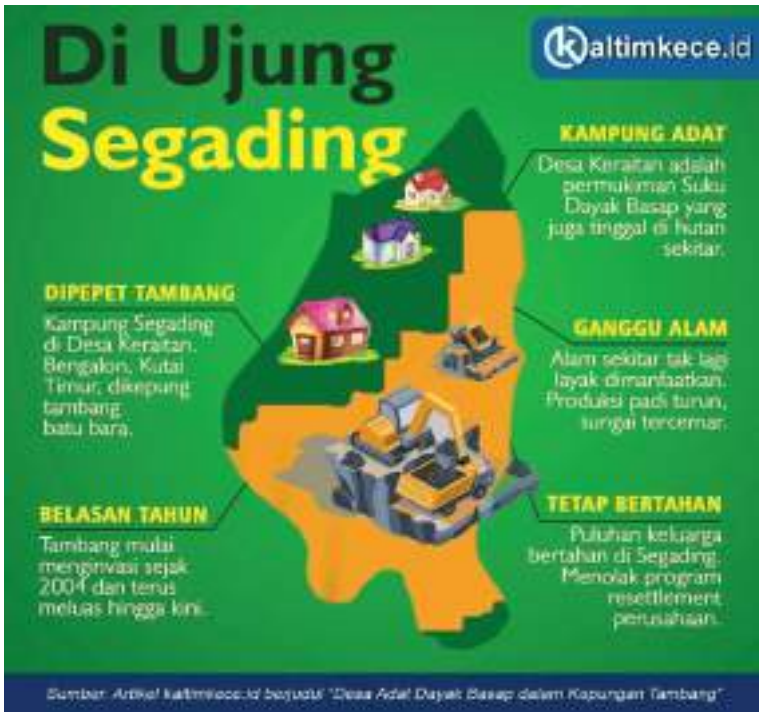 Di Ujung
Segading
kaltimkece.id
KAMPUNG ADAT
Desa Keraitan adalah
permukiman Suku
Dayak Basap yang
juga tinggal di hutan
sekitar.
DIPEPET TAMBANG
Kampung Segading
di Desa Keraitan,
Bengalon, Kutai
Timur, dikepung
tambang
batu bara.
GANGGU ALAM
Alam sekitar tak lagi
layak dimanfaatkan.
Produksi padi turun,
sungai tercemar.
BELASAN TAHUN
Tambang mulai
menginvasi sejak
2004 dan terus
meluas hingga kini.
TETAP BERTAHAN
Puluhan keluarga
bertahan di Segading.
Menolak program
resettlement
perusahaan.
Sumber: Artikel kaltimkece.id berjudul "Desa Adat Dayak Basap dalam Kepungan Tambang"